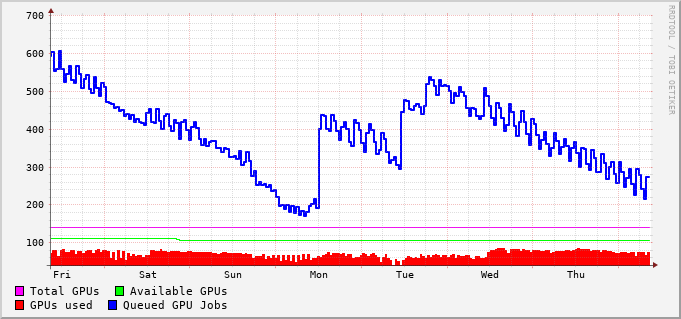 700
600
500
400
300
200
100
Fri Sat Sun Mon Tue Wed Thu
Total GPUs Available GPUs
GPUs used Queued GPU Jobs
RRDTOOL / TOBI OETIKER